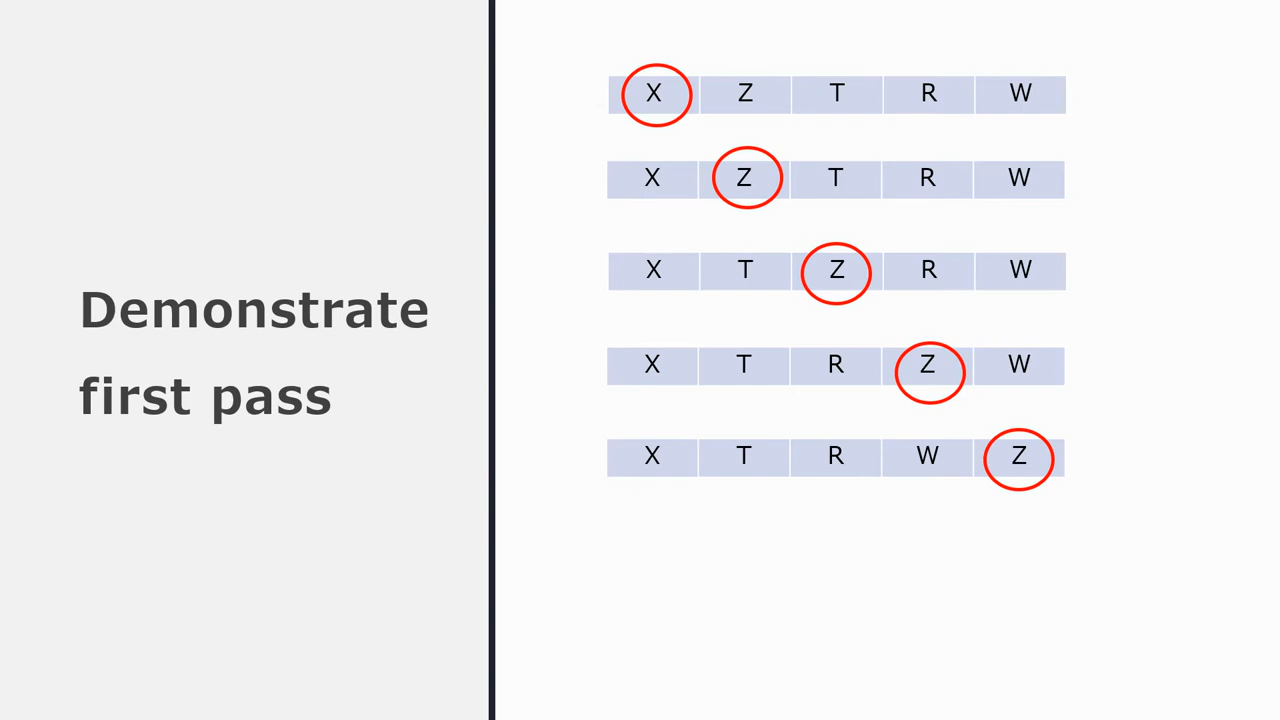 Demonstrate
first pass
X Z T R W
X Z T R W
X T Z R W
X T R Z W
X T R W Z